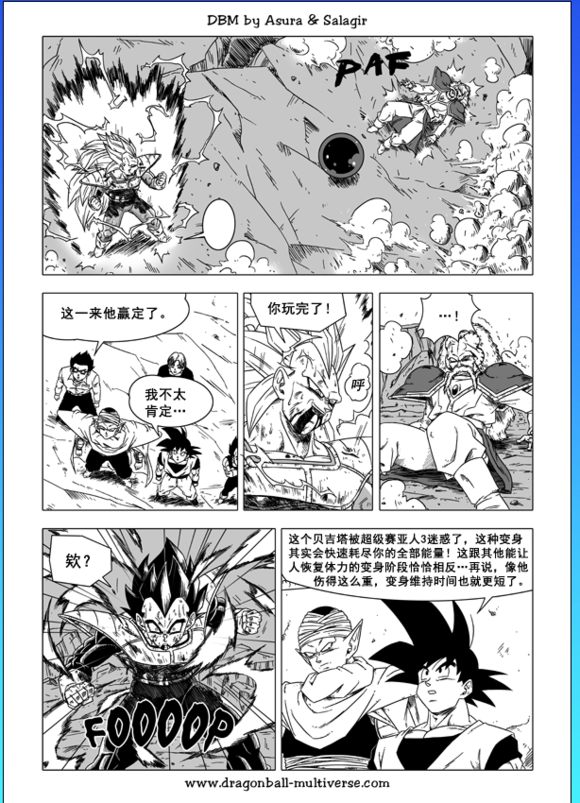 DBM by Asura & Salagir
PAF
这一来他赢定了。
我不太
肯定…
你玩完了！
呼
…！
欸？
FOOOOP
这个贝吉塔被超级赛亚人3迷惑了，这种变身
其实会快速耗尽你的全部能量！这跟其他能让
人恢复体力的变身阶段恰恰相反…再说，像他
伤得这么重，变身维持时间也就更短了。
www.dragonball-multiverse.com